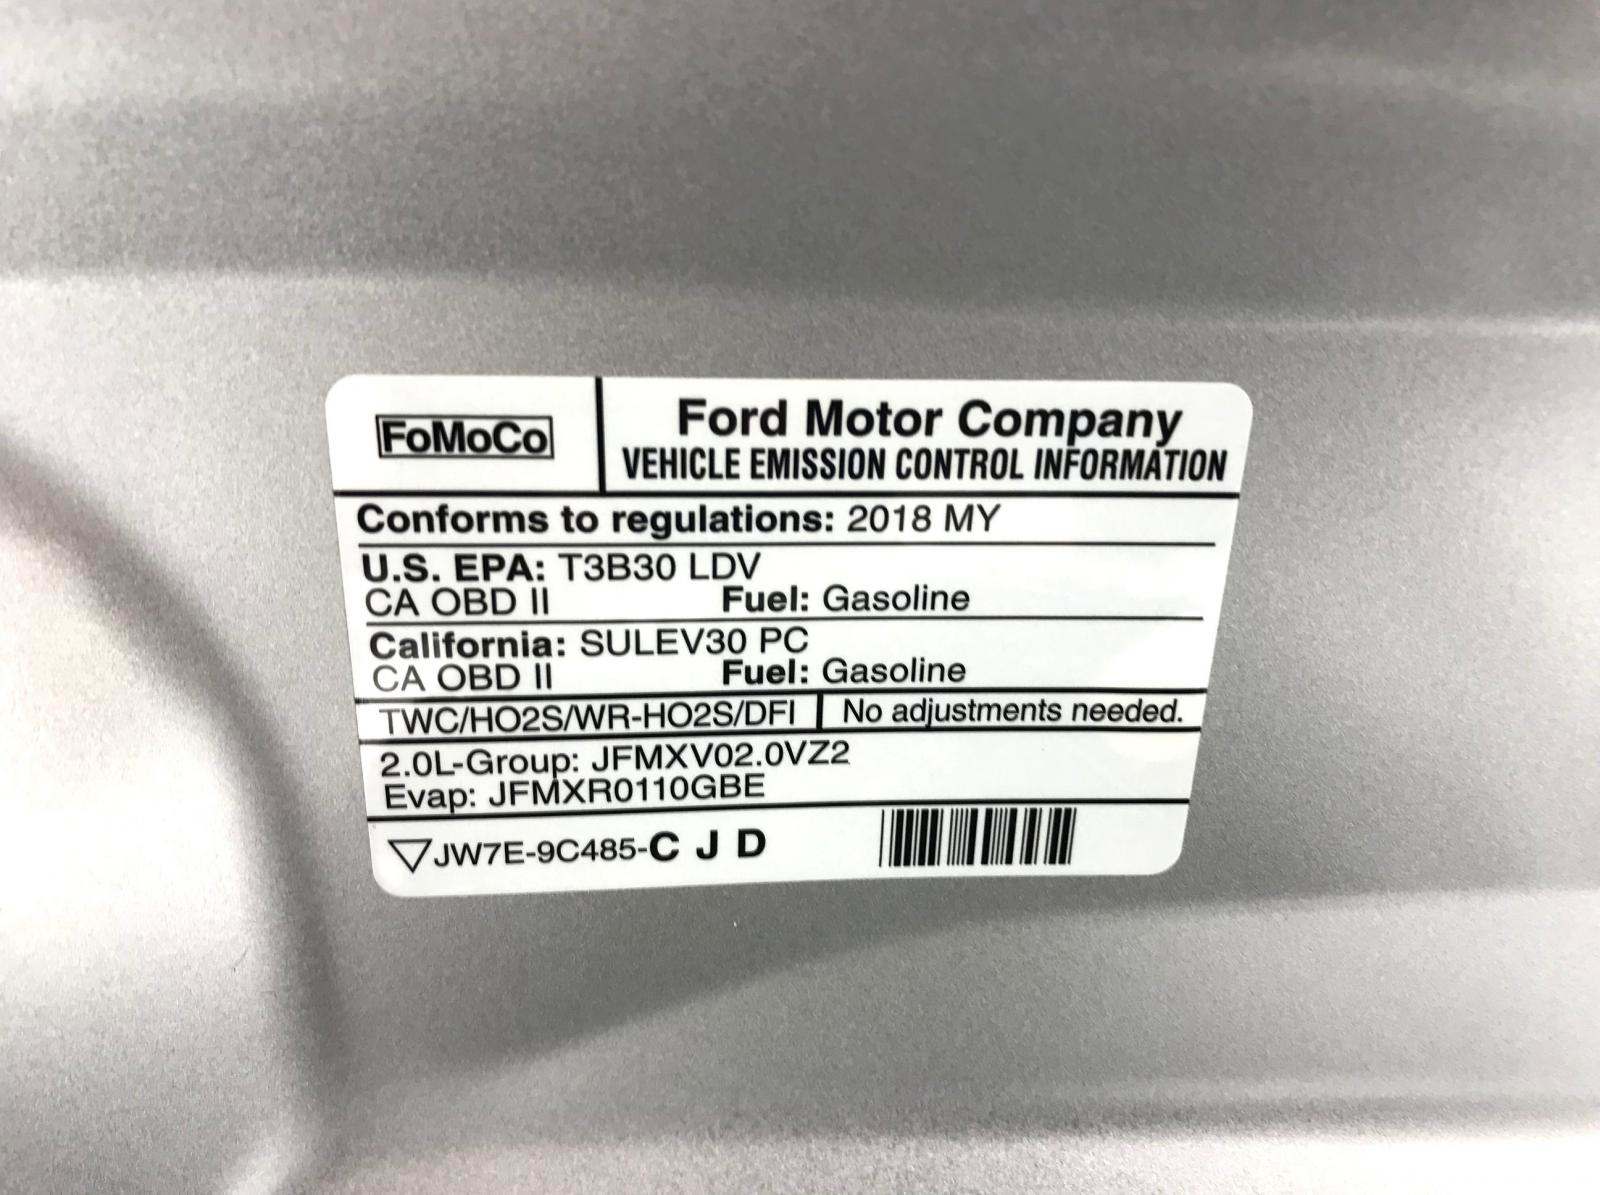 FoMoCo
Ford Motor Company
VEHICLE EMISSION CONTROL INFORMATION
Conforms to regulations: 2018 MY
U.S. EPA: T3B30 LDV
CA OBD II Fuel: Gasoline
California: SULEV30 PC
CA OBD II Fuel: Gasoline
TWC/HO2S/WR-HO2S/DFI No adjustments needed.
2.0L-Group: JFMXV02.0VZ2
Evap: JFMXR0110GBE
JW7E-9C485-C J D